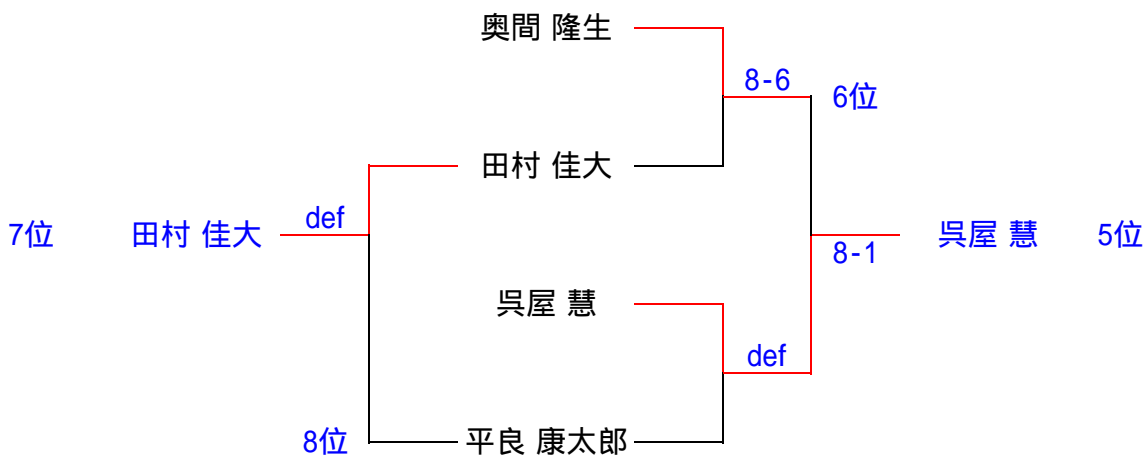 奥間 隆生
8-6
6位
田村 佳大
7位 田村 佳大 def
8-1
呉屋 慧 5位
呉屋 慧
def
8位
平良 康太郎